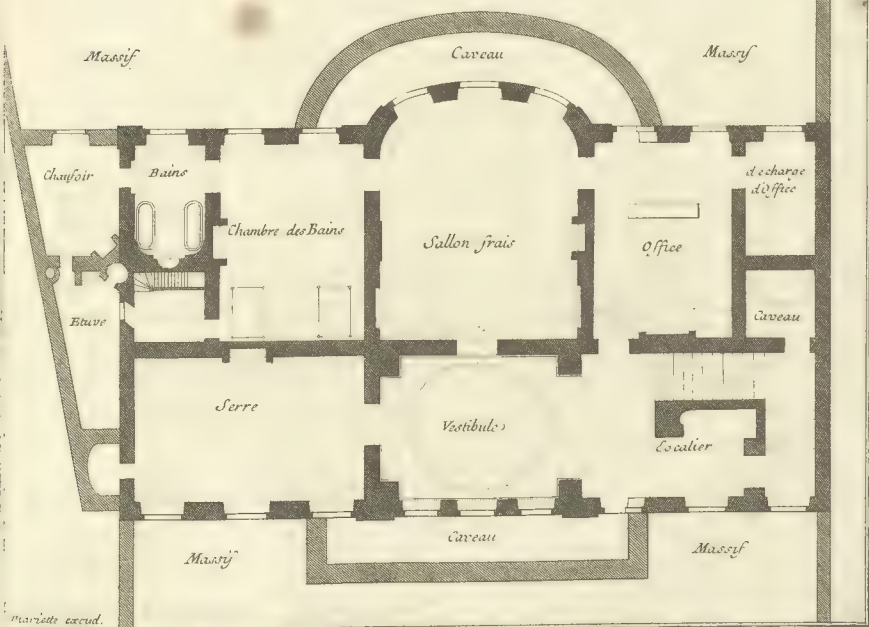 Massif
Caveau
Massif
Chaufoir
Bains
décharge
d'Office
Chambre des Bains
Sallon frais
Office
Etuve
Caveau
Serre
Vestibule
Escalier
Massif
Caveau
Massif
Mariette excud.